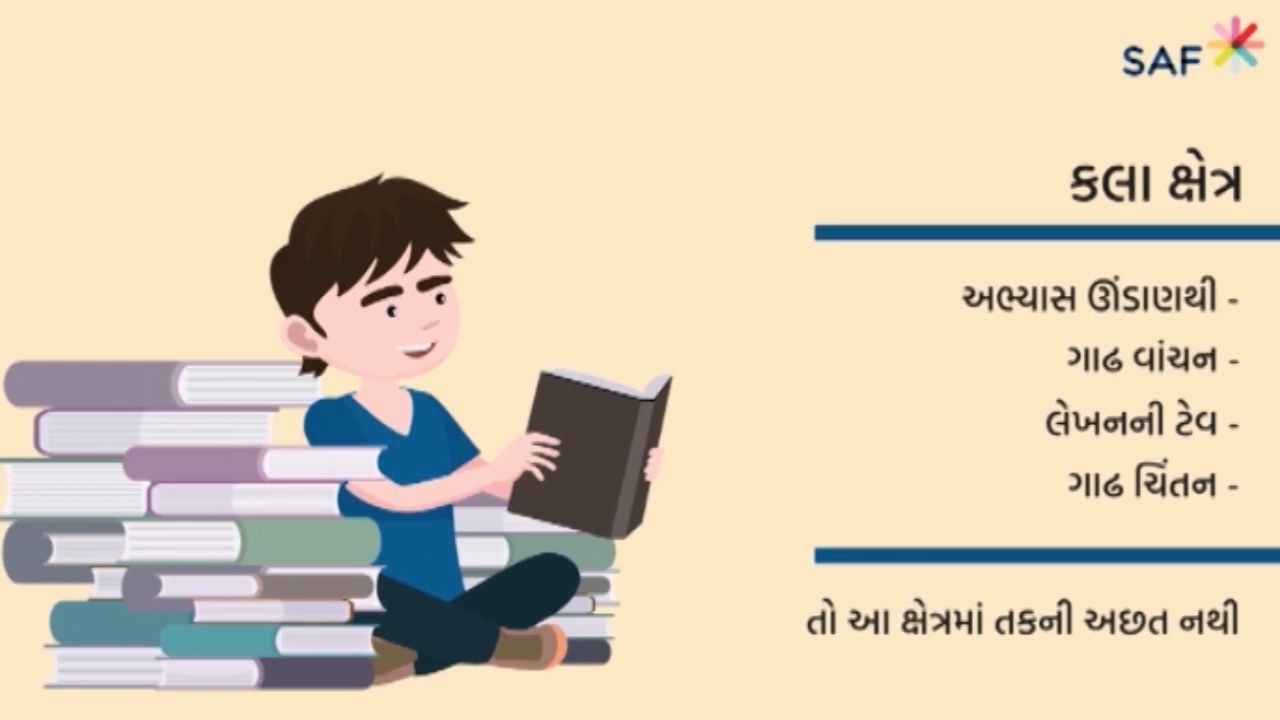 SAF
કલા ક્ષેત્ર
અભ્યાસ ઊંડાણથી -
ગાઢ વાંચન -
લેખનની ટેવ -
ગાઢ ચિંતન -
તો આ ક્ષેત્રમાં તકની અછત નથી